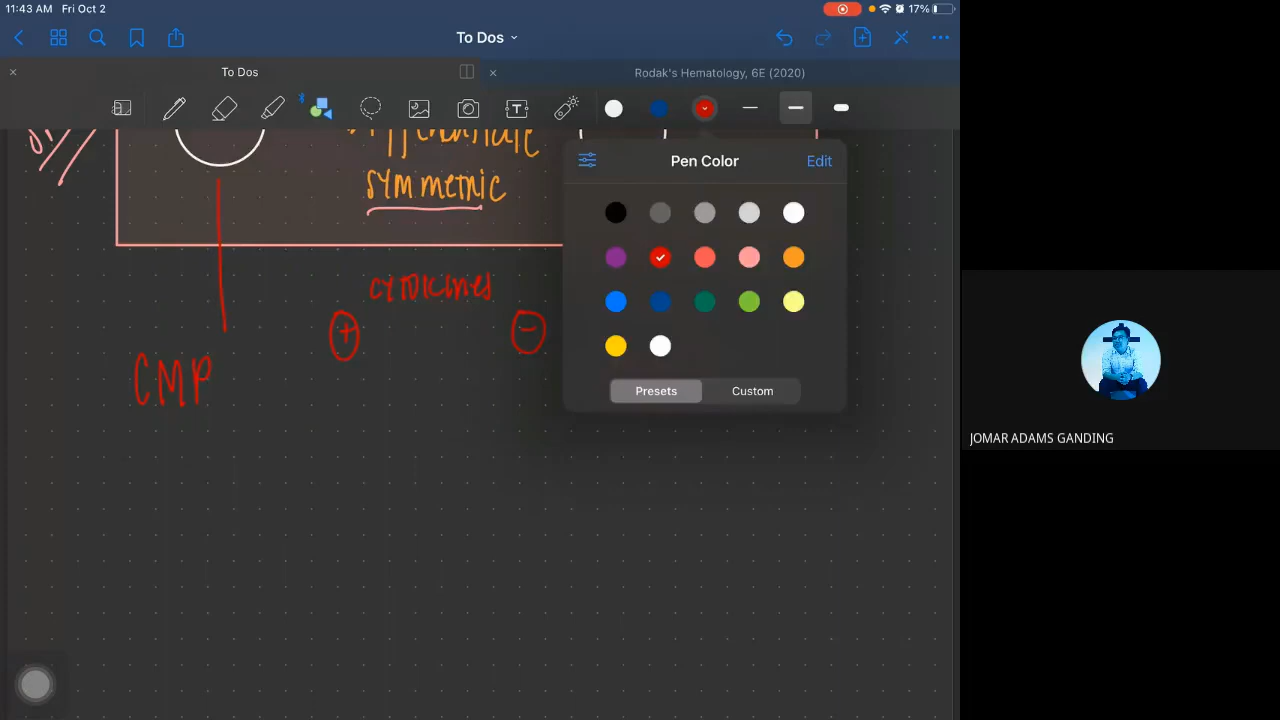 11:43 AM Fri Oct 2
17%
To Dos
To Dos
Rodak's Hematology, 6E (2020)
symmetric
cytokines
+
−
CMP
Pen Color
Edit
Presets
Custom
JOMAR ADAMS GANDING